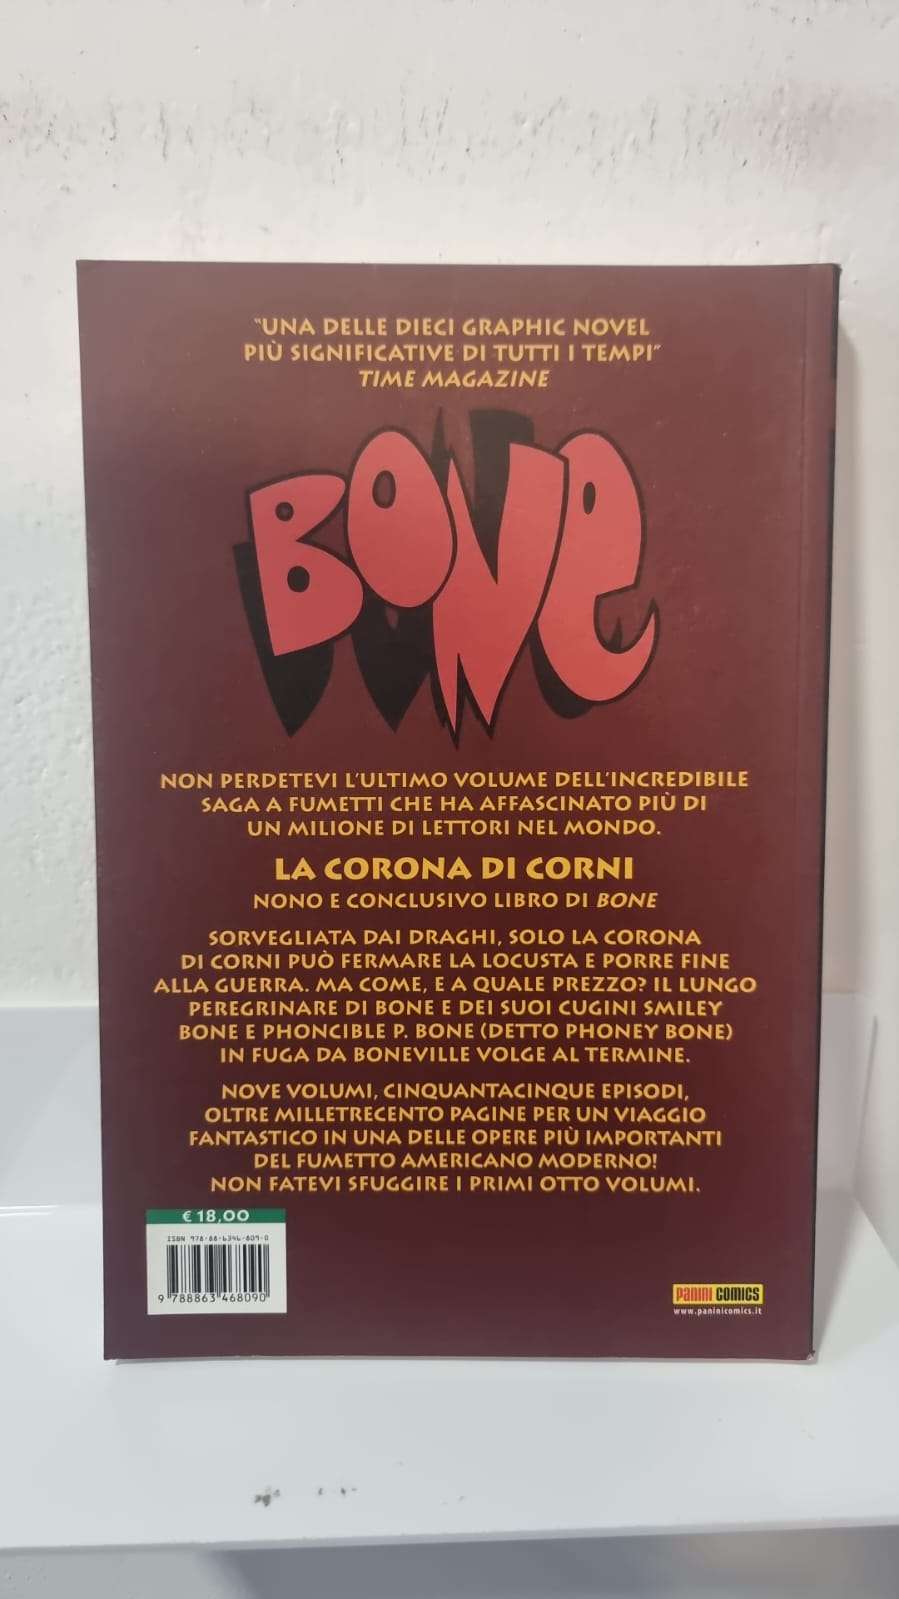 "UNA DELLE DIECI GRAPHIC NOVEL
PIÙ SIGNIFICATIVE DI TUTTI I TEMPI"
TIME MAGAZINE
BONE
NON PERDETEVI L'ULTIMO VOLUME DELL'INCREDIBILE
SAGA A FUMETTI CHE HA AFFASCINATO PIÙ DI
UN MILIONE DI LETTORI NEL MONDO.
LA CORONA DI CORNI
NONO E CONCLUSIVO LIBRO DI BONE
SORVEGLIATA DAI DRAGHI, SOLO LA CORONA
DI CORNI PUÒ FERMARE LA LOCUSTA E PORRE FINE
ALLA GUERRA. MA COME, E A QUALE PREZZO? IL LUNGO
PEREGRINARE DI BONE E DEI SUOI CUGINI SMILEY
BONE E PHONCIBLE P. BONE (DETTO PHONEY BONE)
IN FUGA DA BONEVILLE VOLGE AL TERMINE.
NOVE VOLUMI, CINQUANTACINQUE EPISODI,
OLTRE MILLETRECENTO PAGINE PER UN VIAGGIO
FANTASTICO IN UNA DELLE OPERE PIÙ IMPORTANTI
DEL FUMETTO AMERICANO MODERNO!
NON FATEVI SFUGGIRE I PRIMI OTTO VOLUMI.
€ 18,00
ISBN 978-88-6346-809-0
9 788863 468090
PANINI COMICS
www.paninicomics.it